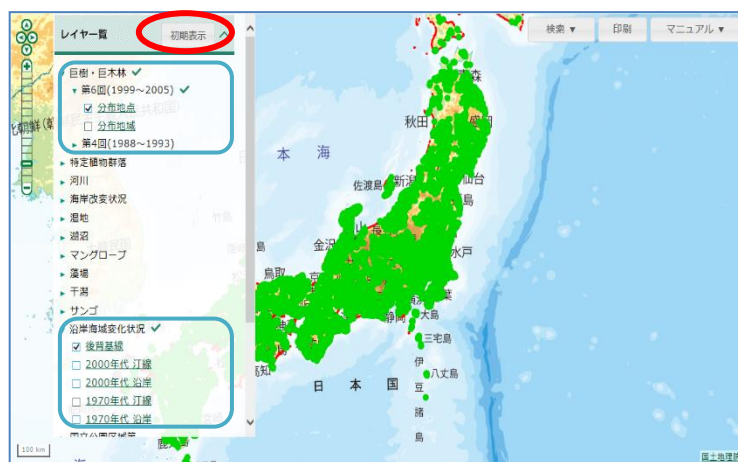 レイヤー覧
初期表示
検索 ▼
印刷
マニュアル ▼
巨樹・巨木林 ✔
▼ 第6回(1999~2005) ✔
分布地点
分布地域
▸ 第4回(1988~1993)
▸ 特定植物群落
▸ 河川
▸ 海岸改変状況
▸ 湿地
▸ 湖沼
▸ マングローブ
▸ 藻場
▸ 干潟
▸ サンゴ
沿岸海域変化状況 ✔
後背基線
2000年代 汀線
2000年代 沿岸
1970年代 汀線
1970年代 沿岸
青森
秋田
盛岡
日本海
佐渡島
新潟
仙台
島
金沢
水戸
鳥取
静岡
大島
三宅島
八丈島
伊豆諸島
高知
日本国
100 km
国土地理院